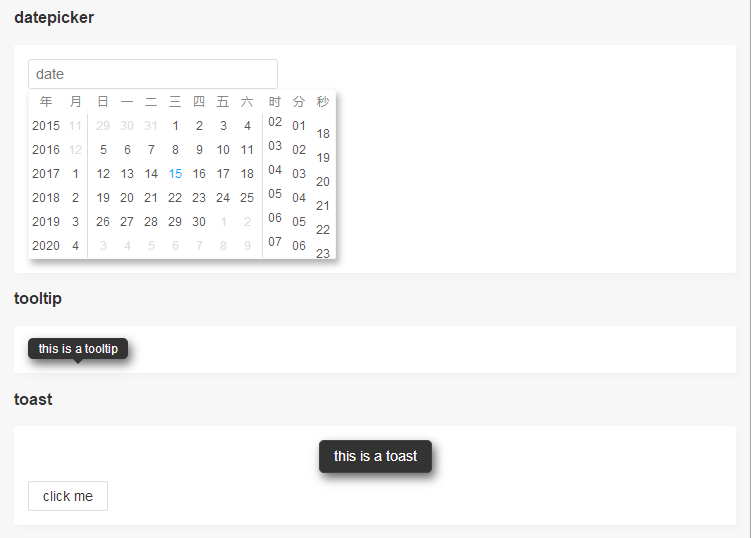 datepicker
date
年 月 日 一 二 三 四 五 六 时 分 秒
2015 11 29 30 31 1 2 3 4 02 01 18
2016 12 5 6 7 8 9 10 11 03 02 19
2017 1 12 13 14 15 16 17 18 04 03 20
2018 2 19 20 21 22 23 24 25 05 04 21
2019 3 26 27 28 29 30 1 2 06 05 22
2020 4 3 4 5 6 7 8 9 07 06 23
tooltip
this is a tooltip
toast
this is a toast
click me